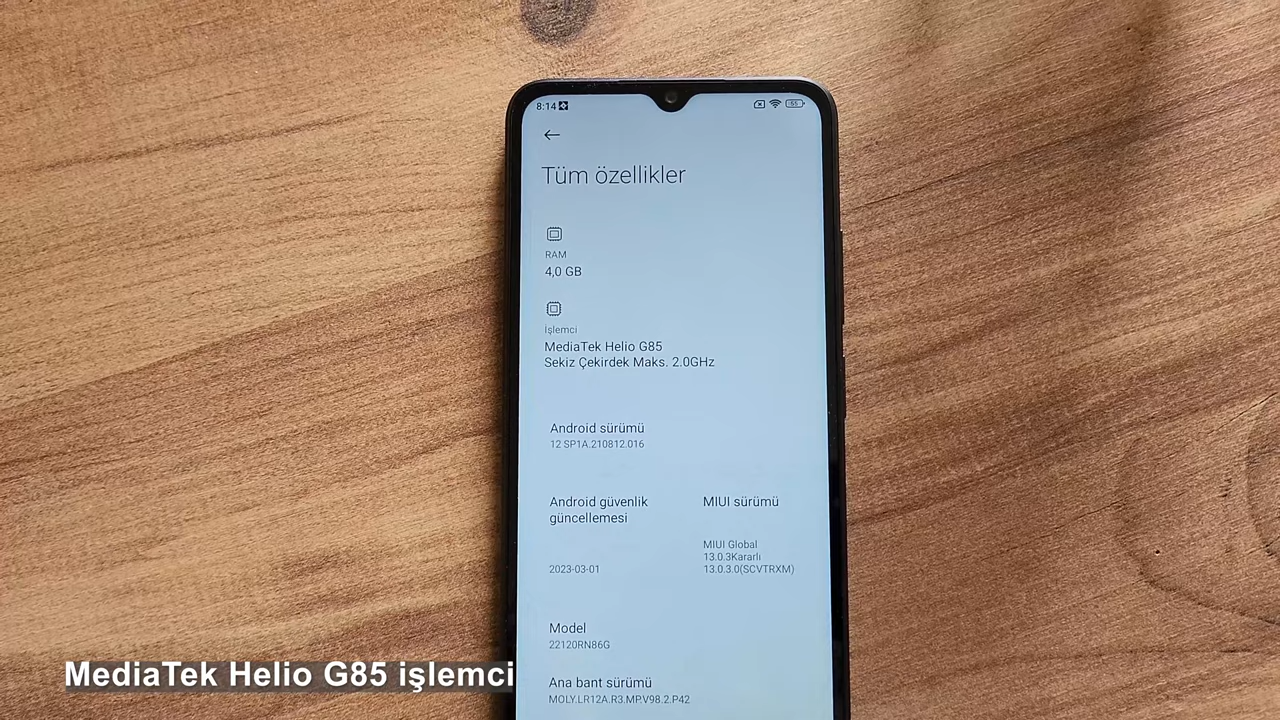 8:14
55
Tüm özellikler
RAM
4,0 GB
İşlemci
MediaTek Helio G85
Sekiz Çekirdek Maks. 2.0GHz
Android sürümü
12 SP1A.210812.016
Android güvenlik
güncellemesi
2023-03-01
MIUI sürümü
MIUI Global
13.0.3Kararlı
13.0.3.0(SCVTRXM)
Model
22120RN86G
Ana bant sürümü
MOLY.LR12A.R3.MP.V98.2.P42
MediaTek Helio G85 işlemci